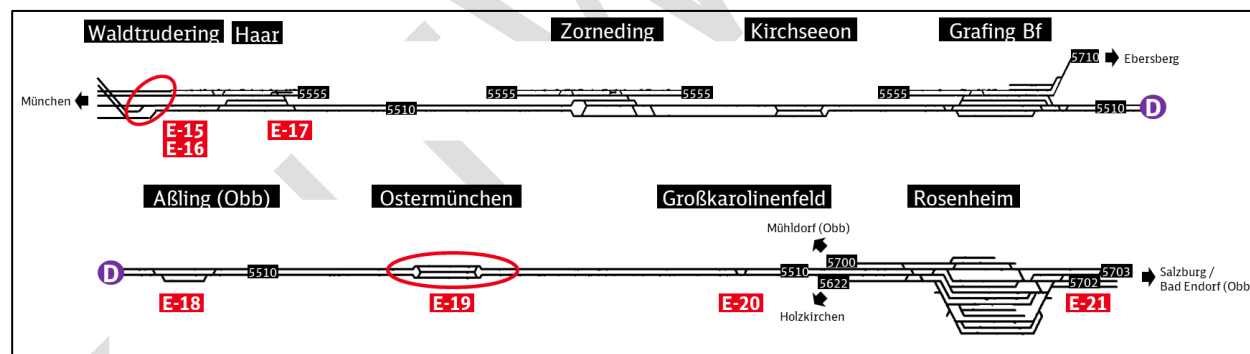 Waldtrudering Haar Zorneding Kirchseeon Grafing Bf
5710 Ebersberg
München 5555 5555 5555 5555
5510 5510 D
E-15 E-17
E-16
Aßling (Obb) Ostermünchen Großkarolinenfeld Rosenheim
Mühldorf (Obb)
5700
D 5510 5510 5703
5622 5702 Salzburg /
Bad Endorf (Obb
E-18 E-19 E-20 E-21
Holzkirchen